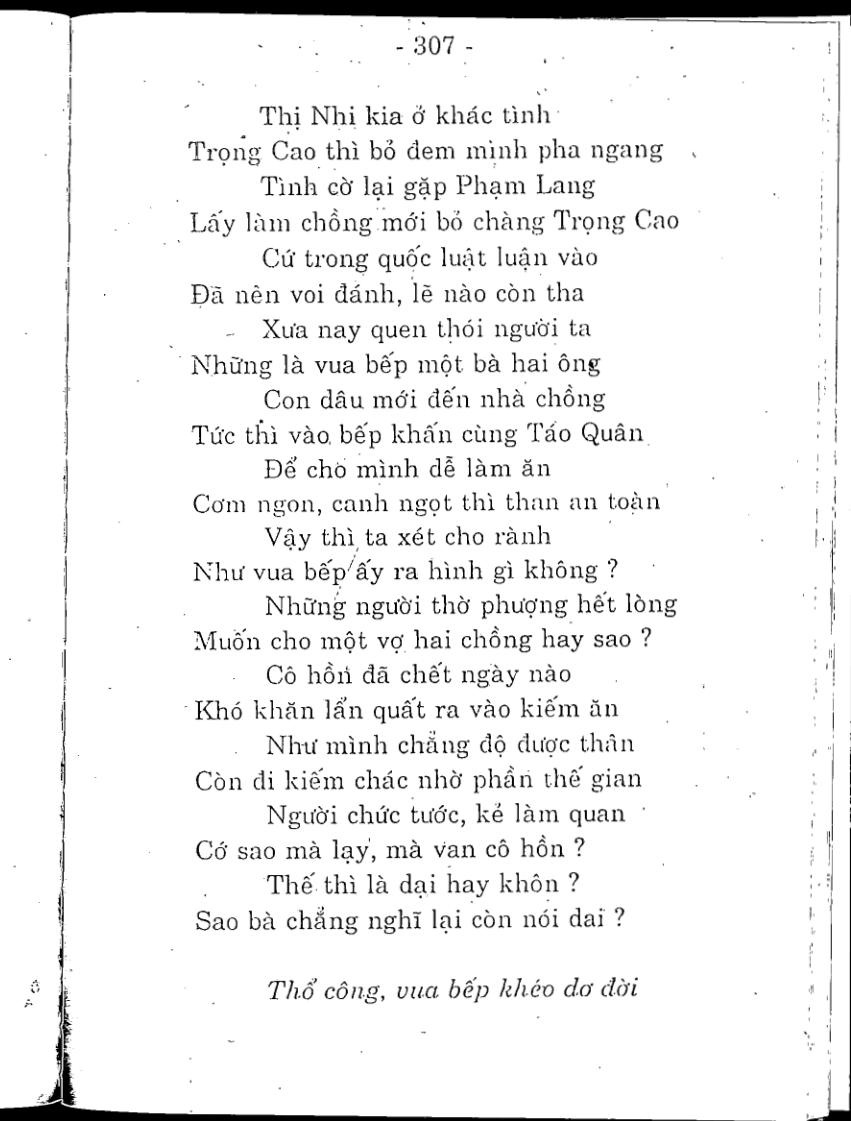 - 307 -
Thị Nhi kia ở khác tình
Trọng Cao thì bỏ đem mình pha ngang
Tình cờ lại gặp Phạm Lang
Lấy làm chồng mới bỏ chàng Trọng Cao
Cứ trong quốc luật luận vào
Đã nên voi đánh, lẽ nào còn tha
Xưa nay quen thói người ta
Những là vua bếp một bà hai ông
Con dâu mới đến nhà chồng
Tức thì vào bếp khấn cùng Táo Quân
Để cho mình dễ làm ăn
Cơm ngon, canh ngọt thì than an toàn
Vậy thì ta xét cho rành
Như vua bếp ấy ra hình gì không ?
Những người thờ phượng hết lòng
Muốn cho một vợ hai chồng hay sao ?
Cô hồn đã chết ngày nào
Khó khăn lẩn quất ra vào kiếm ăn
Như mình chẳng độ được thân
Còn đi kiếm chác nhờ phần thế gian
Người chức tước, kẻ làm quan
Cớ sao mà lạy, mà van cô hồn ?
Thế thì là dại hay khôn ?
Sao bà chẳng nghĩ lại còn nói dai ?
Thổ công, vua bếp khéo dơ đời